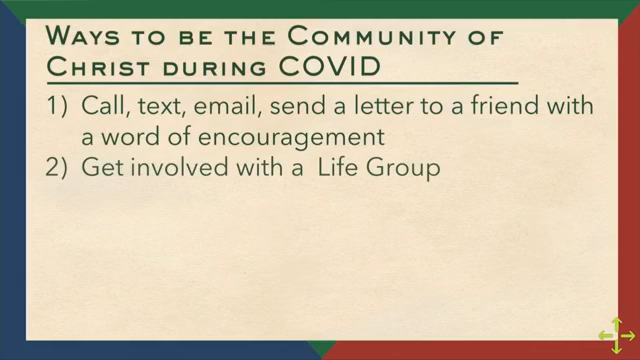 WAYS TO BE THE COMMUNITY OF
CHRIST DURING COVID
1) Call, text, email, send a letter to a friend with
a word of encouragement
2) Get involved with a Life Group